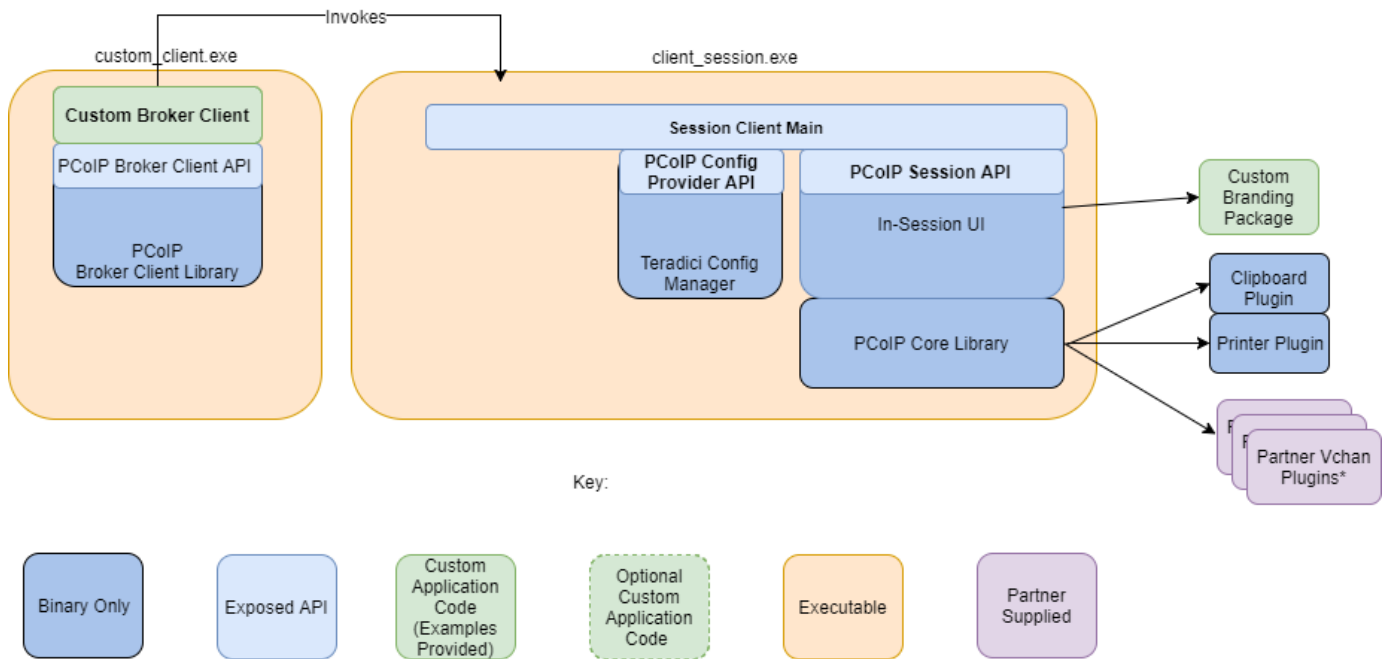 Invokes
custom_client.exe
client_session.exe
Custom Broker Client
PCoIP Broker Client API
PCoIP
Broker Client Library
Session Client Main
PCoIP Config
Provider API
Teradici Config
Manager
PCoIP Session API
In-Session UI
PCoIP Core Library
Custom
Branding
Package
Clipboard
Plugin
Printer Plugin
Partner Vchan
Plugins*
Key:
Binary Only
Exposed API
Custom
Application
Code
(Examples
Provided)
Optional
Custom
Application
Code
Executable
Partner
Supplied